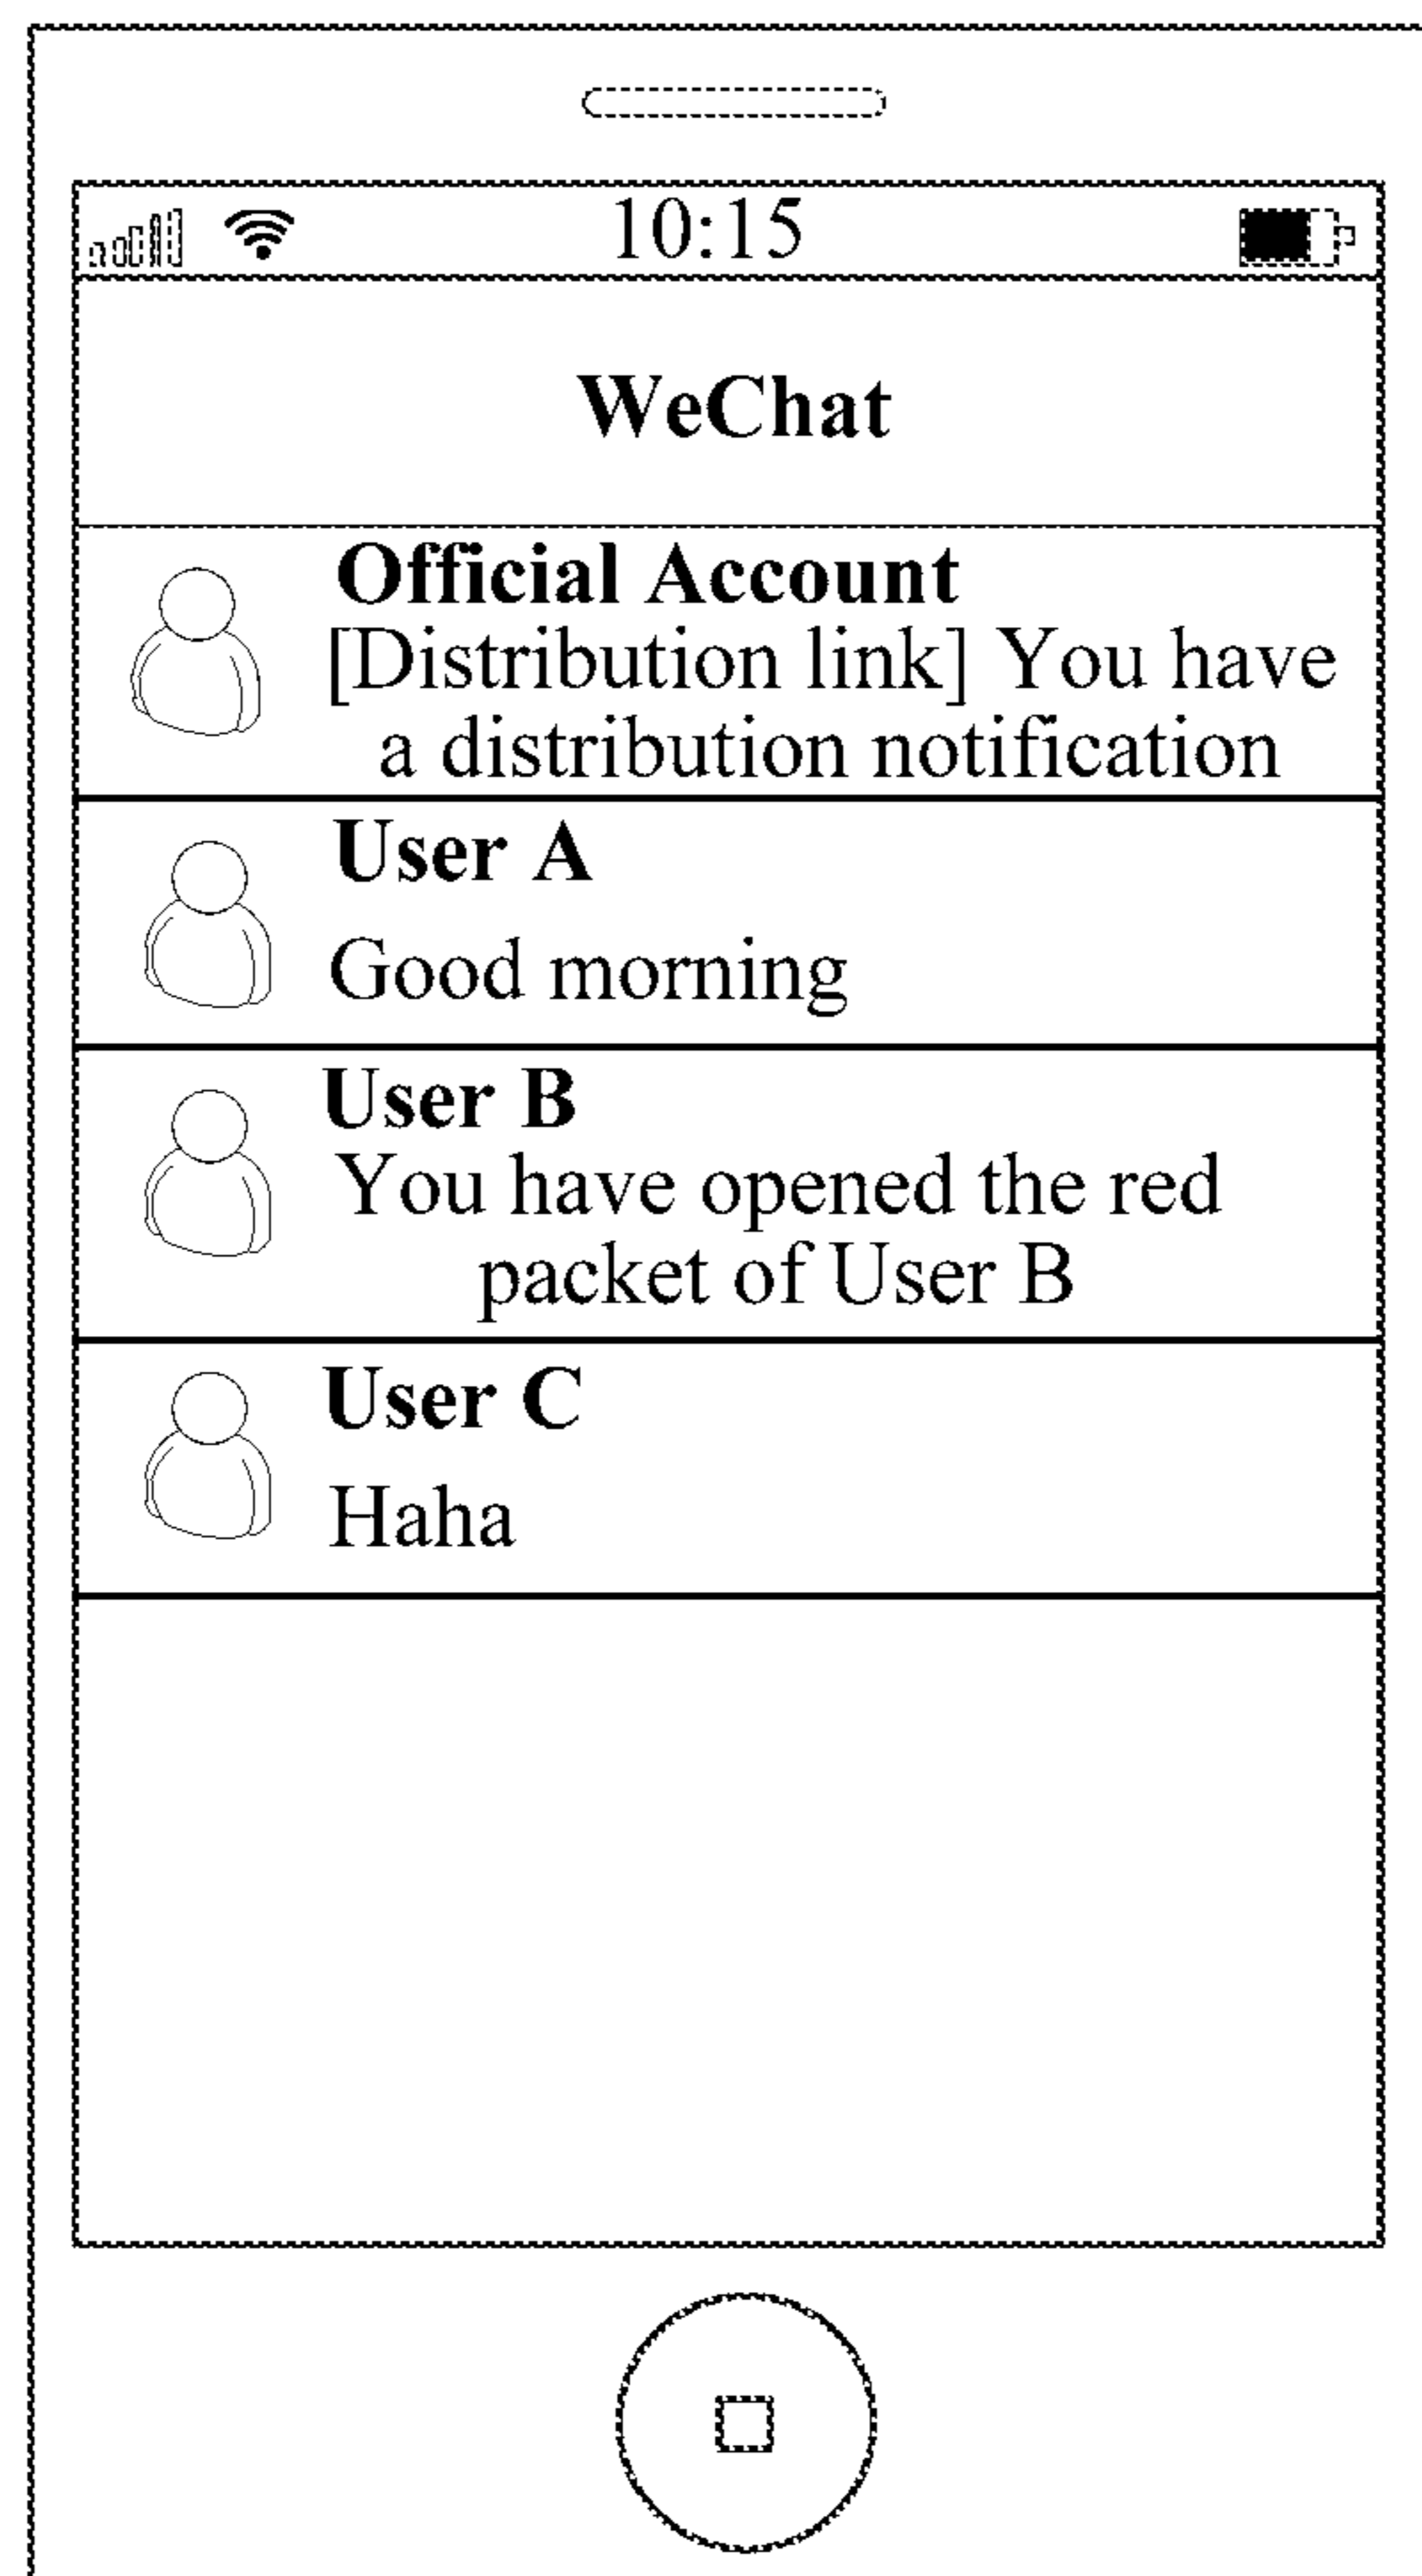 10:15
WeChat
Official Account
[Distribution link] You have
a distribution notification
User A
Good morning
User B
You have opened the red
packet of User B
User C
Haha